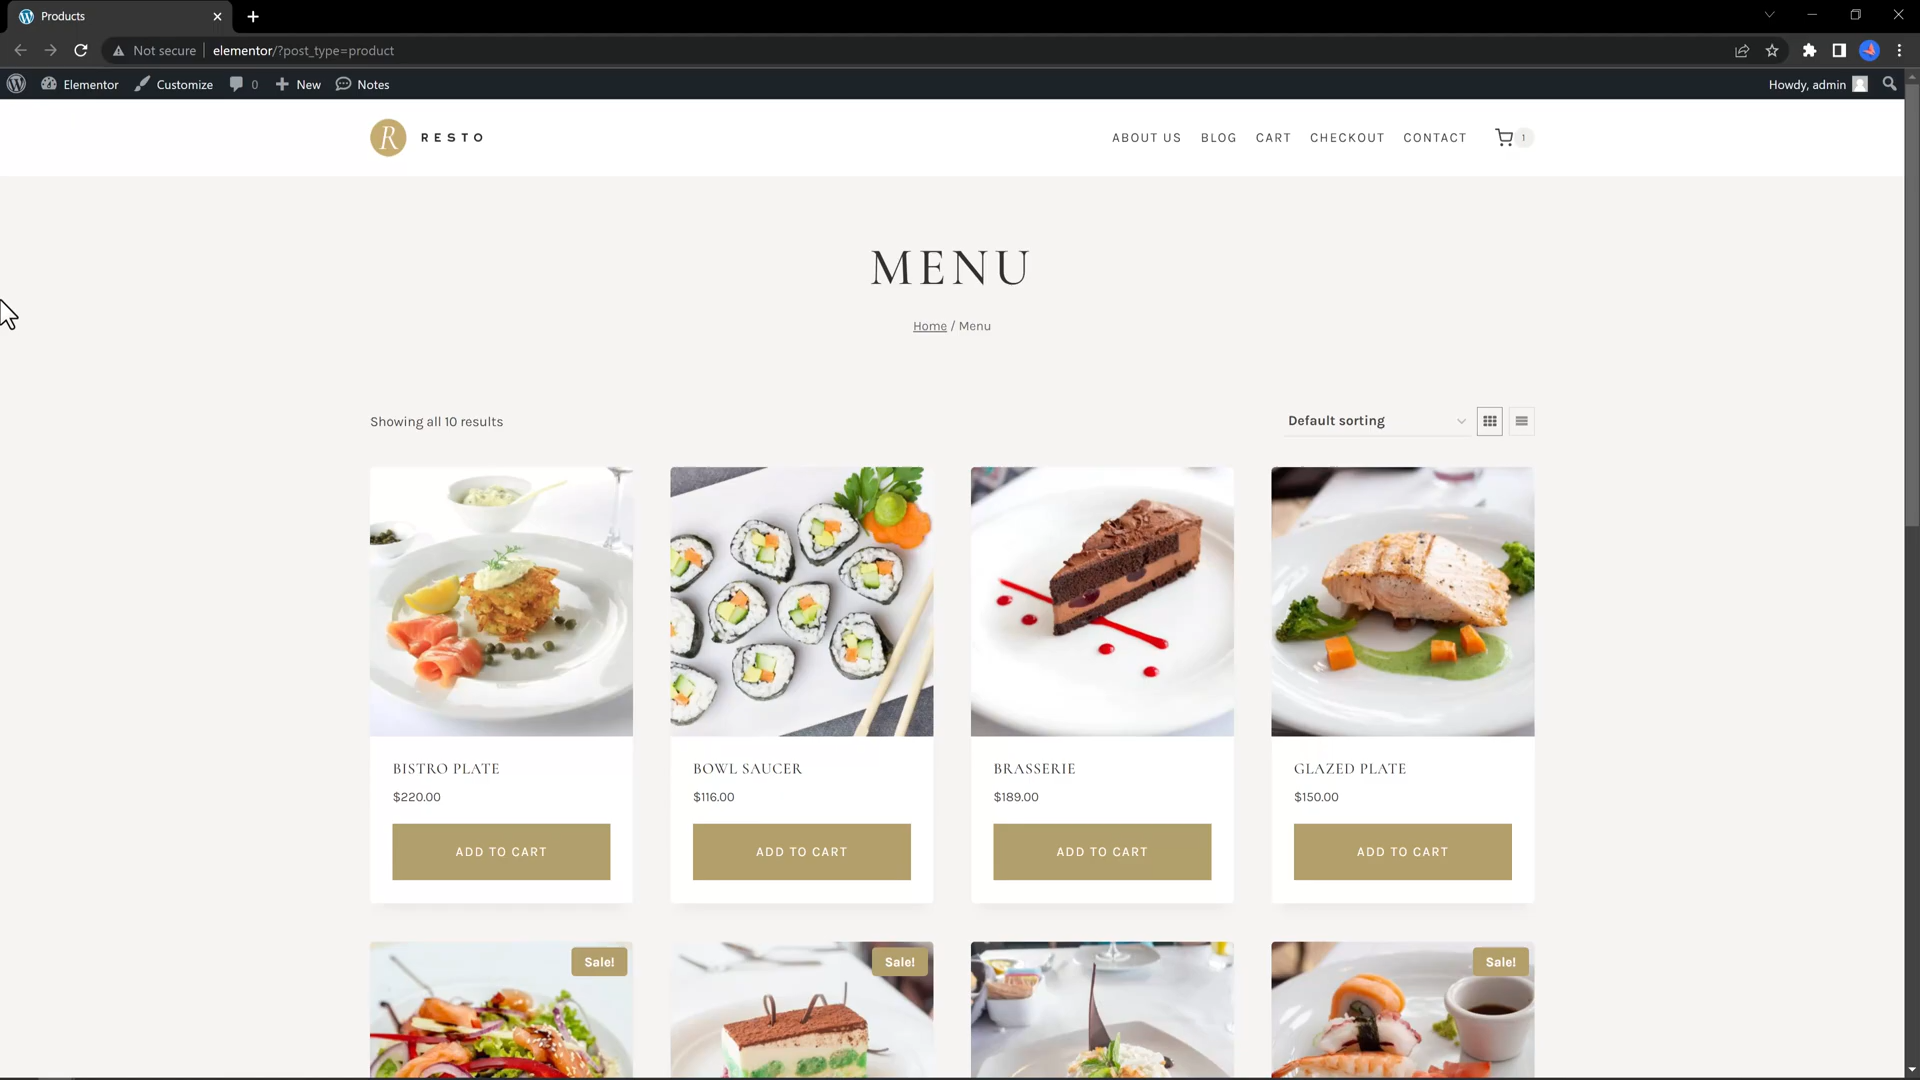 Products
Not secure
elementor/?post_type=product
Elementor
Customize
0
New
Notes
Howdy, admin
R
RESTO
ABOUT US
BLOG
CART
CHECKOUT
CONTACT
1
MENU
Home / Menu
Showing all 10 results
Default sorting
BISTRO PLATE
$220.00
ADD TO CART
BOWL SAUCER
$116.00
ADD TO CART
BRASSERIE
$189.00
ADD TO CART
GLAZED PLATE
$150.00
ADD TO CART
Sale!
Sale!
Sale!